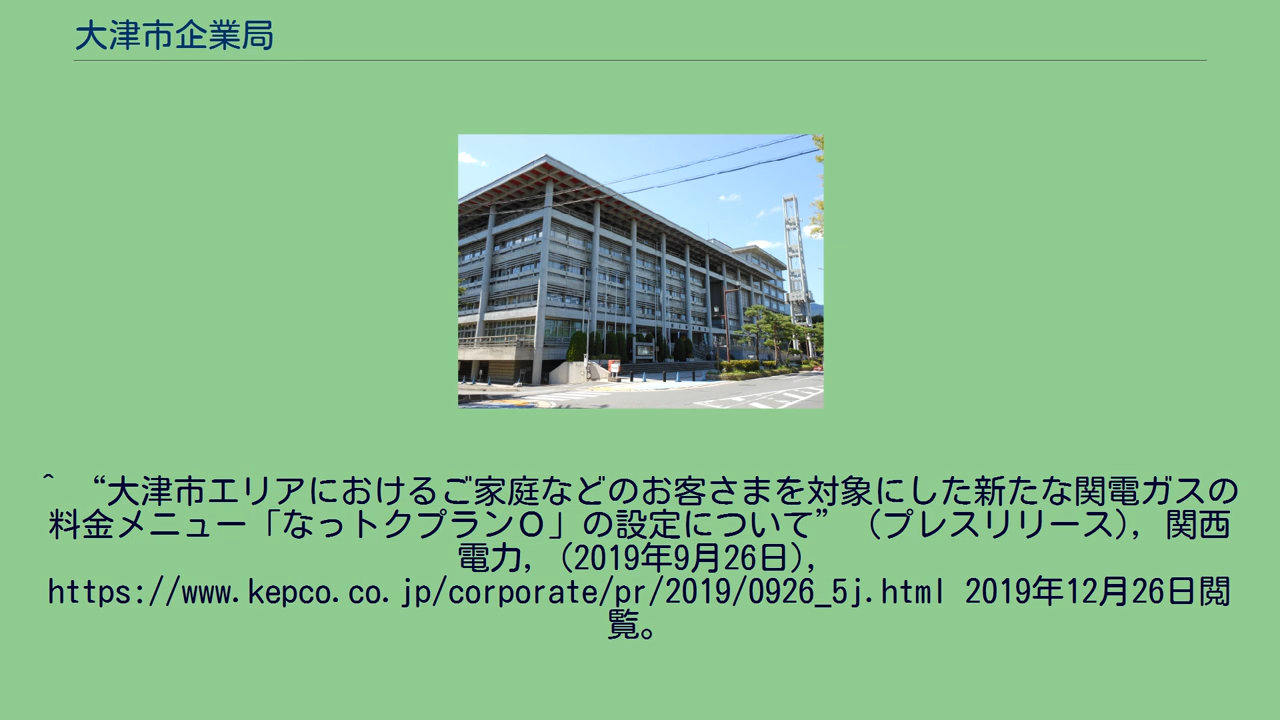 大津市企業局
^ “大津市エリアにおけるご家庭などのお客さまを対象にした新たな関電ガスの
料金メニュー「なっトクプランＯ」の設定について” (プレスリリース), 関西
電力, (2019年9月26日),
https://www.kepco.co.jp/corporate/pr/2019/0926_5j.html 2019年12月26日閲
覧。